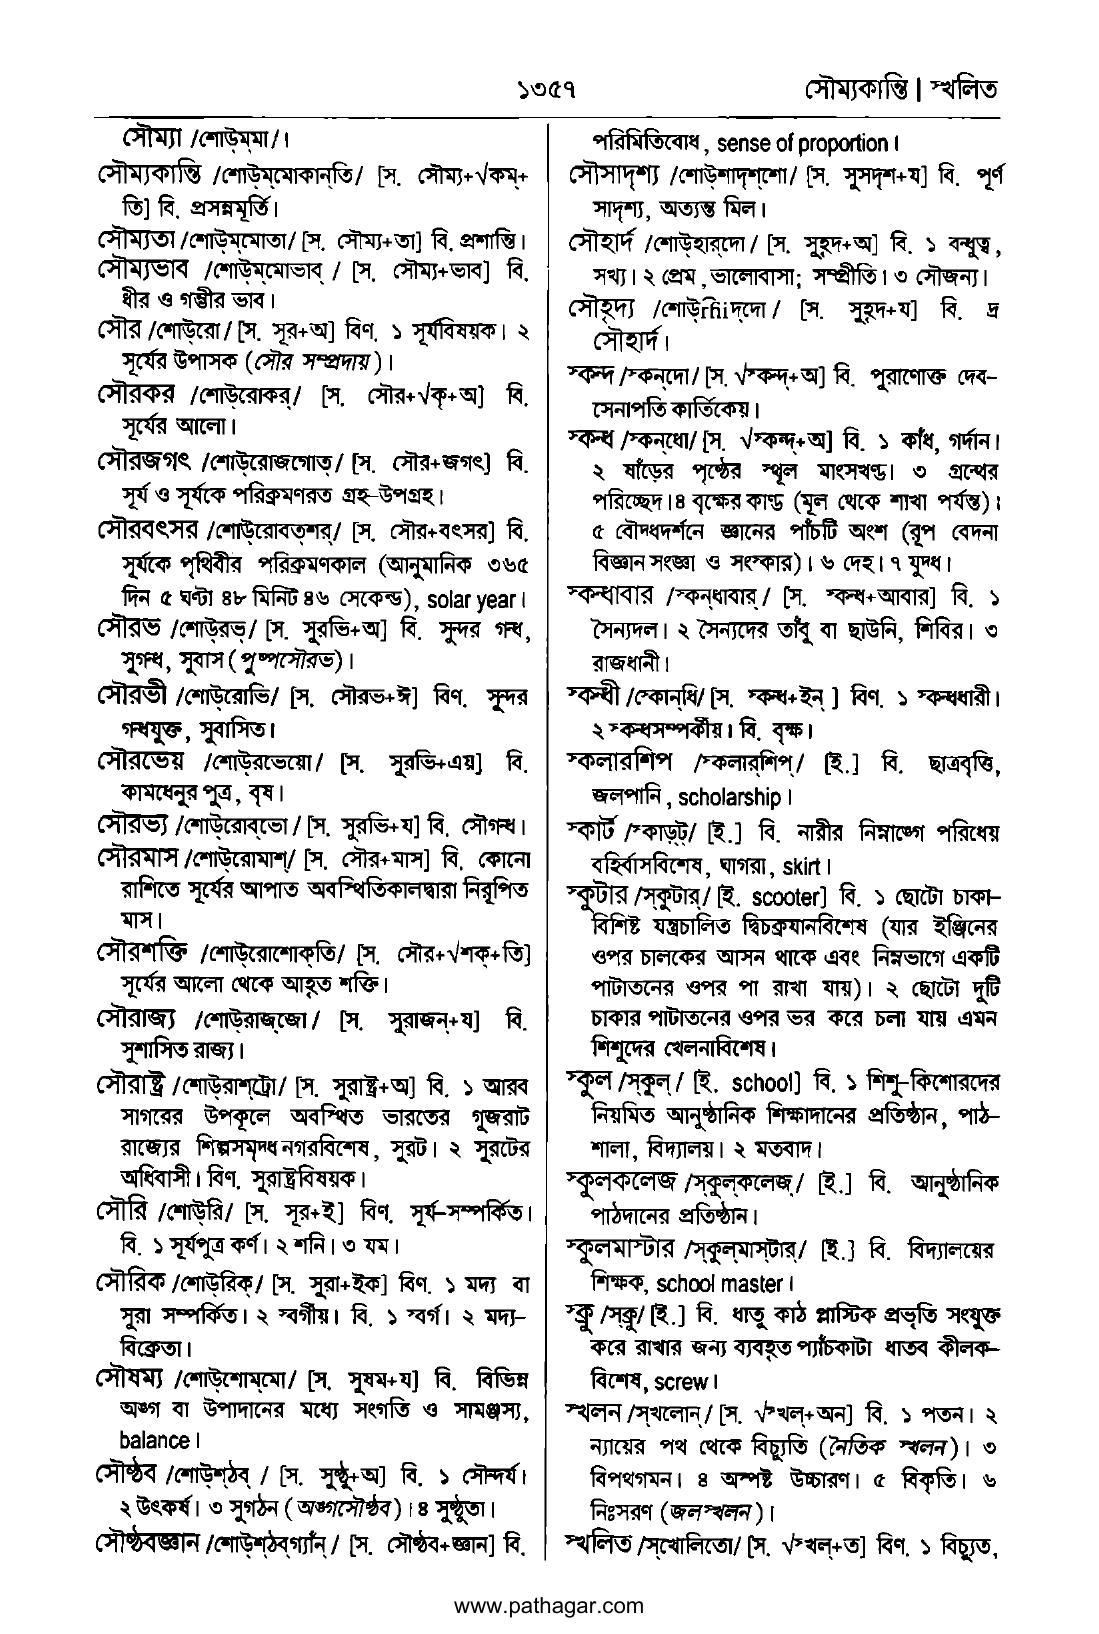 ১৩৫৭
সৌম্যকান্তি | স্খলিত
সৌম্যা /শোউ্‌ম্‌মা/।
সৌম্যকান্তি /শোউ্‌ম্‌মোকান্‌তি/ [স. সৌম্য+√কম্‌+
তি] বি. প্রসন্নমূর্তি।
সৌম্যতা /শোউ্‌ম্‌মোতা/ [স. সৌম্য+তা] বি. প্রশান্তি।
সৌম্যভাব /শোউ্‌ম্‌মোভাব্‌ / [স. সৌম্য+ভাব] বি.
ধীর ও গম্ভীর ভাব।
সৌর /শোউ্‌রো/ [স. সূর+অ] বিণ. ১ সূর্যবিষয়ক। ২
সূর্যের উপাসক (সৌর সম্প্রদায়)।
সৌরকর /শোউ্‌রোকর্‌/ [স. সৌর+√কৃ+অ] বি.
সূর্যের আলো।
সৌরজগৎ /শোউ্‌রোজগোত্‌/ [স. সৌর+জগৎ] বি.
সূর্য ও সূর্যকে পরিক্রমণরত গ্রহ-উপগ্রহ।
সৌরবৎসর /শোউ্‌রোবত্‌শর্‌/ [স. সৌর+বৎসর] বি.
সূর্যকে পৃথিবীর পরিক্রমণকাল (আনুমানিক ৩৬৫
দিন ৫ ঘণ্টা ৪৮ মিনিট ৪৬ সেকেন্ড), solar year।
সৌরভ /শোউ্‌রভ্‌/ [স. সুরভি+অ] বি. সুন্দর গন্ধ,
সুগন্ধ, সুবাস (পুষ্পসৌরভ)।
সৌরভী /শোউ্‌রোভি/ [স. সৌরভ+ঈ] বিণ. সুন্দর
গন্ধযুক্ত, সুবাসিত।
সৌরভেয় /শোউ্‌রভেয়ো/ [স. সুরভি+এয়] বি.
কামধেনুর পুত্র, বৃষ।
সৌরভ্য /শোউ্‌রোব্‌ভো/ [স. সুরভি+য] বি. সৌগন্ধ।
সৌরমাস /শোউ্‌রোমাশ্‌/ [স. সৌর+মাস] বি. কোনো
রাশিতে সূর্যের আপাত অবস্থিতিকালদ্বারা নিরূপিত
মাস।
সৌরশক্তি /শোউ্‌রোশোক্‌তি/ [স. সৌর+√শক্‌+তি]
সূর্যের আলো থেকে আহৃত শক্তি।
সৌরাজ্য /শোউ্‌রাজ্‌জো/ [স. সুরাজন্‌+য] বি.
সুশাসিত রাজ্য।
সৌরাষ্ট্র /শোউ্‌রাশ্‌ট্রো/ [স. সুরাষ্ট্র+অ] বি. ১ আরব
সাগরের উপকূলে অবস্থিত ভারতের গুজরাট
রাজ্যের শিল্পসমৃদ্ধ নগরবিশেষ, সুরট। ২ সুরটের
অধিবাসী। বিণ. সুরাষ্ট্রবিষয়ক।
সৌরি /শোউ্‌রি/ [স. সূর+ই] বিণ. সূর্য-সম্পর্কিত।
বি. ১ সূর্যপুত্র কর্ণ। ২ শনি। ৩ যম।
সৌরিক /শোউ্‌রিক্‌/ [স. সুরা+ইক] বিণ. ১ মদ্য বা
সুরা সম্পর্কিত। ২ স্বর্গীয়। বি. ১ স্বর্গ। ২ মদ্য-
বিক্রেতা।
সৌষম্য /শোউ্‌শোম্‌মো/ [স. সুষম+য] বি. বিভিন্ন
অঙ্গ বা উপাদানের মধ্যে সংগতি ও সামঞ্জস্য,
balance।
সৌষ্ঠব /শোউ্‌শ্‌ঠব্‌ / [স. সুষ্ঠু+অ] বি. ১ সৌন্দর্য।
২ উৎকর্ষ। ৩ সুগঠন (অঙ্গসৌষ্ঠব)। ৪ সুষ্ঠুতা।
সৌষ্ঠবজ্ঞান /শোউ্‌শ্‌ঠব্‌গ্যাঁন্‌ / [স. সৌষ্ঠব+জ্ঞান] বি.
পরিমিতিবোধ, sense of proportion।
সৌসাদৃশ্য /শোউ্‌শাদৃশ্‌শো/ [স. সুসদৃশ+য] বি. পূর্ণ
সাদৃশ্য, অত্যন্ত মিল।
সৌহার্দ /শোউ্‌হার্‌দো/ [স. সুহৃদ+অ] বি. ১ বন্ধুত্ব,
সখ্য। ২ প্রেম, ভালোবাসা; সম্প্রীতি। ৩ সৌজন্য।
সৌহৃদ্য /শোউ্‌rhiদ্‌দো/ [স. সুহৃদ+য] বি. দ্র
সৌহার্দ।
স্কন্দ /স্কন্‌দো/ [স. √স্কন্দ্‌+অ] বি. পুরাণোক্ত দেব-
সেনাপতি কার্তিকেয়।
স্কন্ধ /স্কন্‌ধো/ [স. √স্কন্দ্‌+অ] বি. ১ কাঁধ, গর্দান।
২ ষাঁড়ের পৃষ্ঠের স্থূল মাংসখণ্ড। ৩ গ্রন্থের
পরিচ্ছেদ। ৪ বৃক্ষের কাণ্ড (মূল থেকে শাখা পর্যন্ত)।
৫ বৌদ্ধদর্শনে জ্ঞানের পাঁচটি অংশ (রূপ বেদনা
বিজ্ঞান সংজ্ঞা ও সংস্কার)। ৬ দেহ। ৭ যুদ্ধ।
স্কন্ধাবার /স্কন্‌ধাবার্‌/ [স. স্কন্ধ+আবার] বি. ১
সৈন্যদল। ২ সৈন্যদের তাঁবু বা ছাউনি, শিবির। ৩
রাজধানী।
স্কন্ধী /স্কোন্‌ধি/ [স. স্কন্ধ+ইন্‌ ] বিণ. ১ স্কন্ধধারী।
২ স্কন্ধসম্পর্কীয়। বি. বৃক্ষ।
স্কলারশিপ /স্কলার্‌শিপ্‌/ [ই.] বি. ছাত্রবৃত্তি,
জলপানি, scholarship।
স্কার্ট /স্কার্‌ট্‌/ [ই.] বি. নারীর নিম্নাঙ্গে পরিধেয়
বহির্বাসবিশেষ, ঘাগরা, skirt।
স্কুটার /স্‌কুটার্‌/ [ই. scooter] বি. ১ ছোটো চাকা-
বিশিষ্ট যন্ত্রচালিত দ্বিচক্রযানবিশেষ (যার ইঞ্জিনের
ওপর চালকের আসন থাকে এবং নিম্নভাগে একটি
পাটাতনের ওপর পা রাখা যায়)। ২ ছোটো দুটি
চাকার পাটাতনের ওপর ভর করে চলা যায় এমন
শিশুদের খেলনাবিশেষ।
স্কুল /স্‌কুল্‌/ [ই. school] বি. ১ শিশু-কিশোরদের
নিয়মিত আনুষ্ঠানিক শিক্ষাদানের প্রতিষ্ঠান, পাঠ-
শালা, বিদ্যালয়। ২ মতবাদ।
স্কুলকলেজ /স্‌কুল্‌কলেজ্‌/ [ই.] বি. আনুষ্ঠানিক
পাঠদানের প্রতিষ্ঠান।
স্কুলমাস্টার /স্‌কুল্‌মাস্‌টার্‌/ [ই.] বি. বিদ্যালয়ের
শিক্ষক, school master।
স্ক্রু /স্‌ক্রু/ [ই.] বি. ধাতু কাঠ প্লাস্টিক প্রভৃতি সংযুক্ত
করে রাখার জন্য ব্যবহৃত প্যাঁচকাটা ধাতব কীলক-
বিশেষ, screw।
স্খলন /স্‌খলোন্‌/ [স. √স্খল্‌+অন] বি. ১ পতন। ২
ন্যায়ের পথ থেকে বিচ্যুতি (নৈতিক স্খলন)। ৩
বিপথগমন। ৪ অস্পষ্ট উচ্চারণ। ৫ বিকৃতি। ৬
নিঃসরণ (জলস্খলন)।
স্খলিত /স্‌খোলিতো/ [স. √স্খল্‌+ত] বিণ. ১ বিচ্যুত,
www.pathagar.com